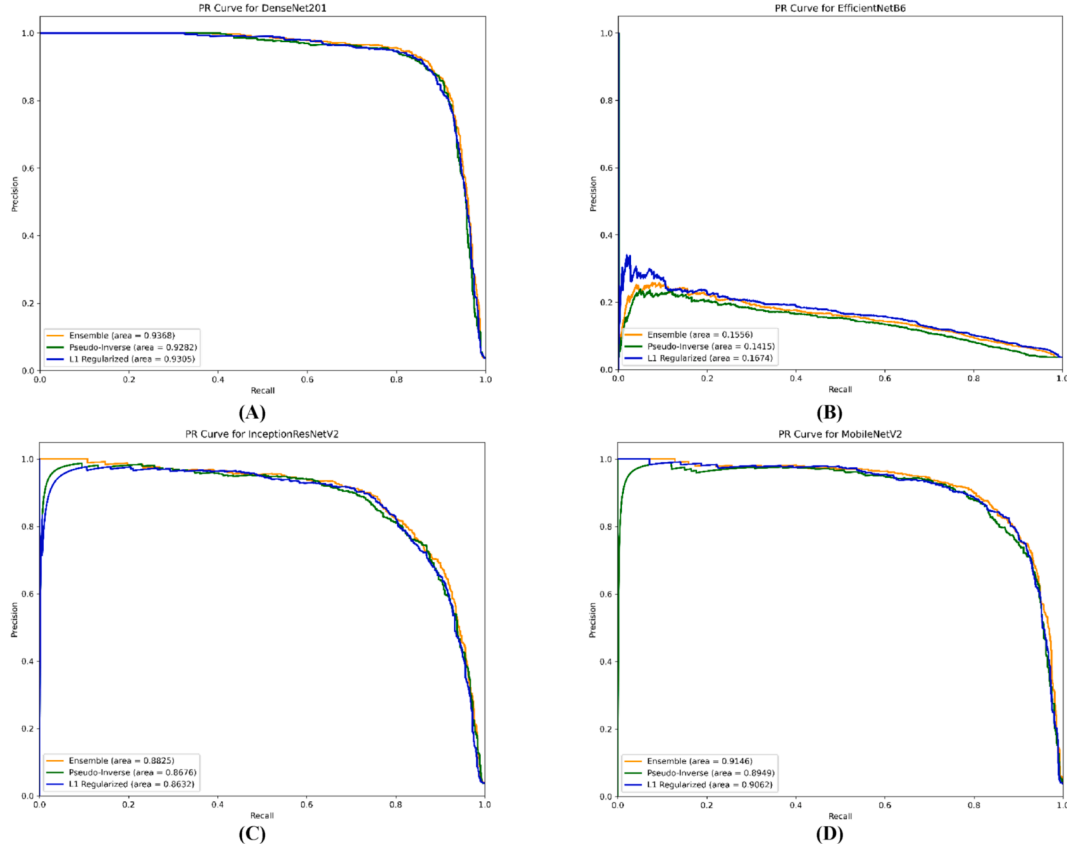 PR Curve for DenseNet201
1.0
0.8
0.6
0.4
0.2
0.0
Precision
Ensemble (area = 0.9368)
Pseudo-Inverse (area = 0.9282)
L1 Regularized (area = 0.9305)
0.0 0.2 0.4 0.6 0.8 1.0
Recall
(A)
PR Curve for EfficientNetB6
1.0
0.8
0.6
0.4
0.2
0.0
Precision
Ensemble (area = 0.1556)
Pseudo-Inverse (area = 0.1415)
L1 Regularized (area = 0.1674)
0.0 0.2 0.4 0.6 0.8 1.0
Recall
(B)
PR Curve for InceptionResNetV2
1.0
0.8
0.6
0.4
0.2
0.0
Precision
Ensemble (area = 0.8825)
Pseudo-Inverse (area = 0.8676)
L1 Regularized (area = 0.8632)
0.0 0.2 0.4 0.6 0.8 1.0
Recall
(C)
PR Curve for MobileNetV2
1.0
0.8
0.6
0.4
0.2
0.0
Precision
Ensemble (area = 0.9146)
Pseudo-Inverse (area = 0.8949)
L1 Regularized (area = 0.9062)
0.0 0.2 0.4 0.6 0.8 1.0
Recall
(D)